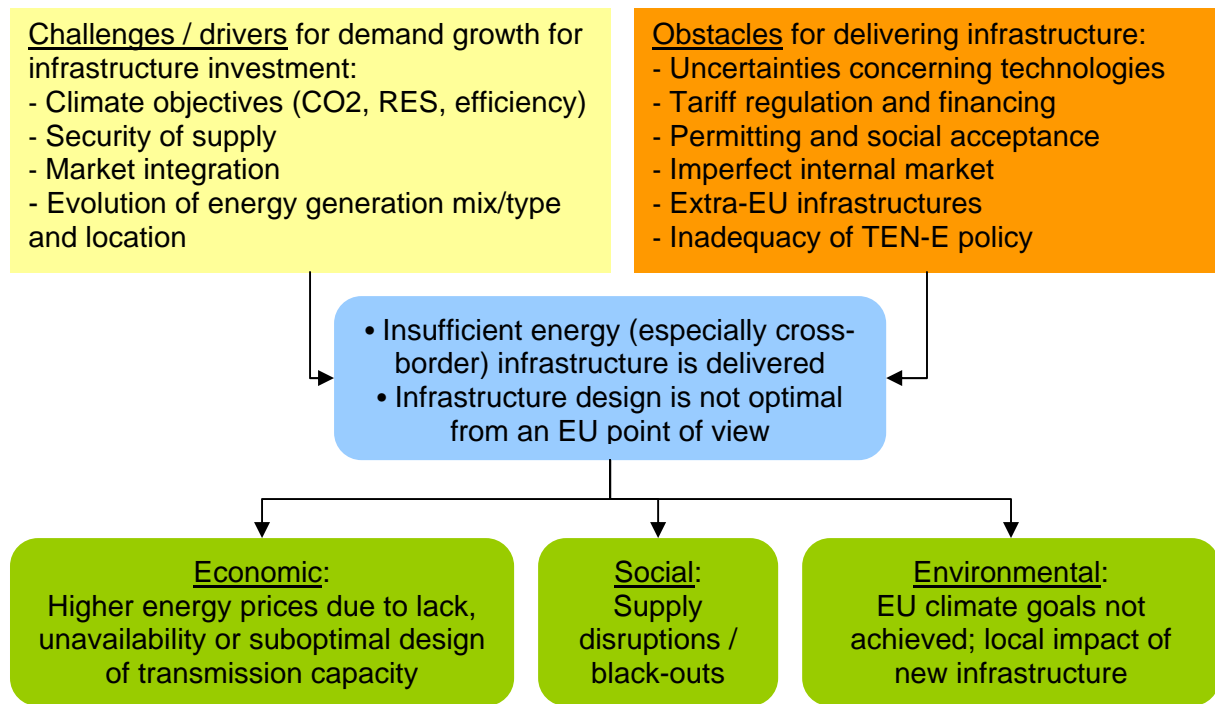 Challenges / drivers for demand growth for
infrastructure investment:
- Climate objectives (CO2, RES, efficiency)
- Security of supply
- Market integration
- Evolution of energy generation mix/type
and location
Obstacles for delivering infrastructure:
- Uncertainties concerning technologies
- Tariff regulation and financing
- Permitting and social acceptance
- Imperfect internal market
- Extra-EU infrastructures
- Inadequacy of TEN-E policy
• Insufficient energy (especially cross-
border) infrastructure is delivered
• Infrastructure design is not optimal
from an EU point of view
Economic:
Higher energy prices due to lack,
unavailability or suboptimal design
of transmission capacity
Social:
Supply
disruptions /
black-outs
Environmental:
EU climate goals not
achieved; local impact of
new infrastructure